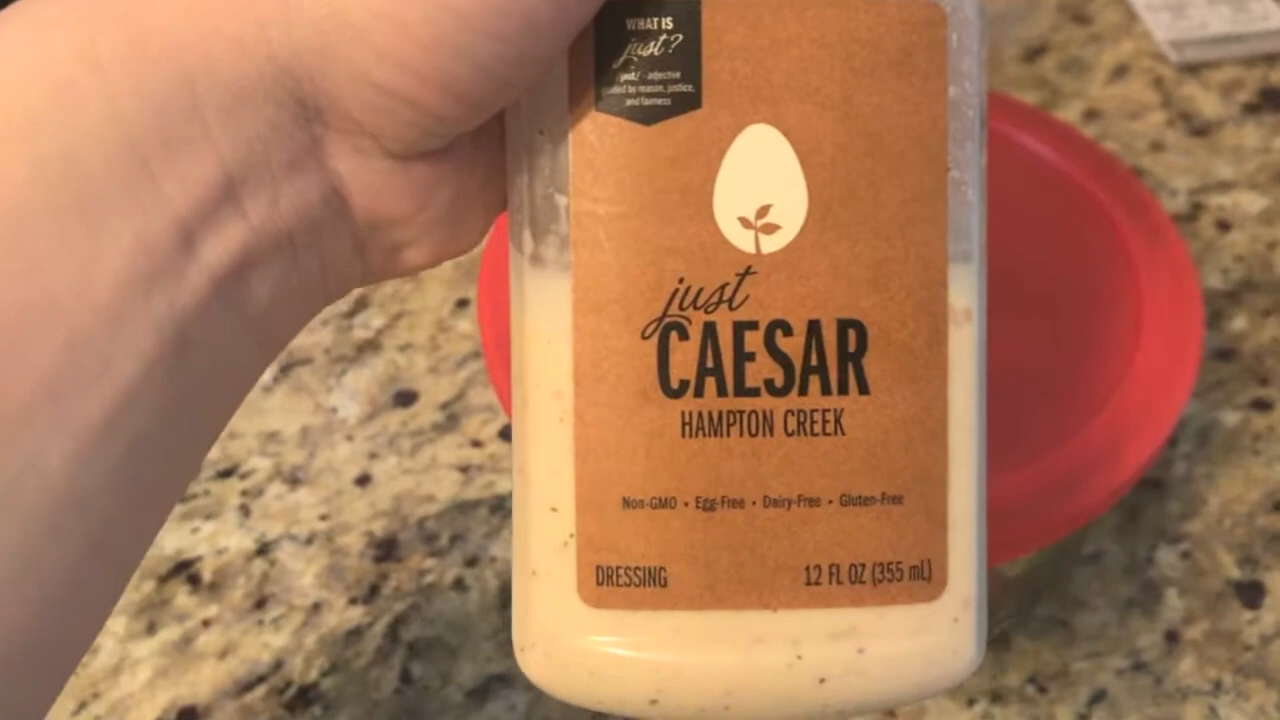 WHAT IS
just?
just/ - adjective
by reason, justice,
and fairness
just
CAESAR
HAMPTON CREEK
Non-GMO • Egg-Free • Dairy-Free • Gluten-Free
DRESSING
12 FL OZ (355 mL)